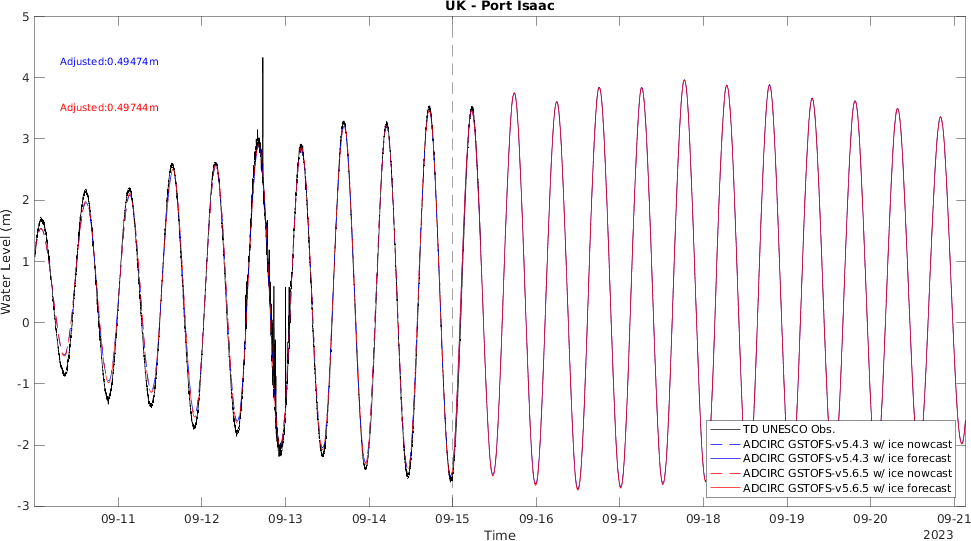 UK - Port Isaac
Adjusted:0.49474m
Adjusted:0.49744m
Water Level (m)
5
4
3
2
1
0
-1
-2
-3
TD UNESCO Obs.
ADCIRC GSTOFS-v5.4.3 w/ ice nowcast
ADCIRC GSTOFS-v5.4.3 w/ ice forecast
ADCIRC GSTOFS-v5.6.5 w/ ice nowcast
ADCIRC GSTOFS-v5.6.5 w/ ice forecast
09-11 09-12 09-13 09-14 09-15 09-16 09-17 09-18 09-19 09-20 09-21
Time
2023